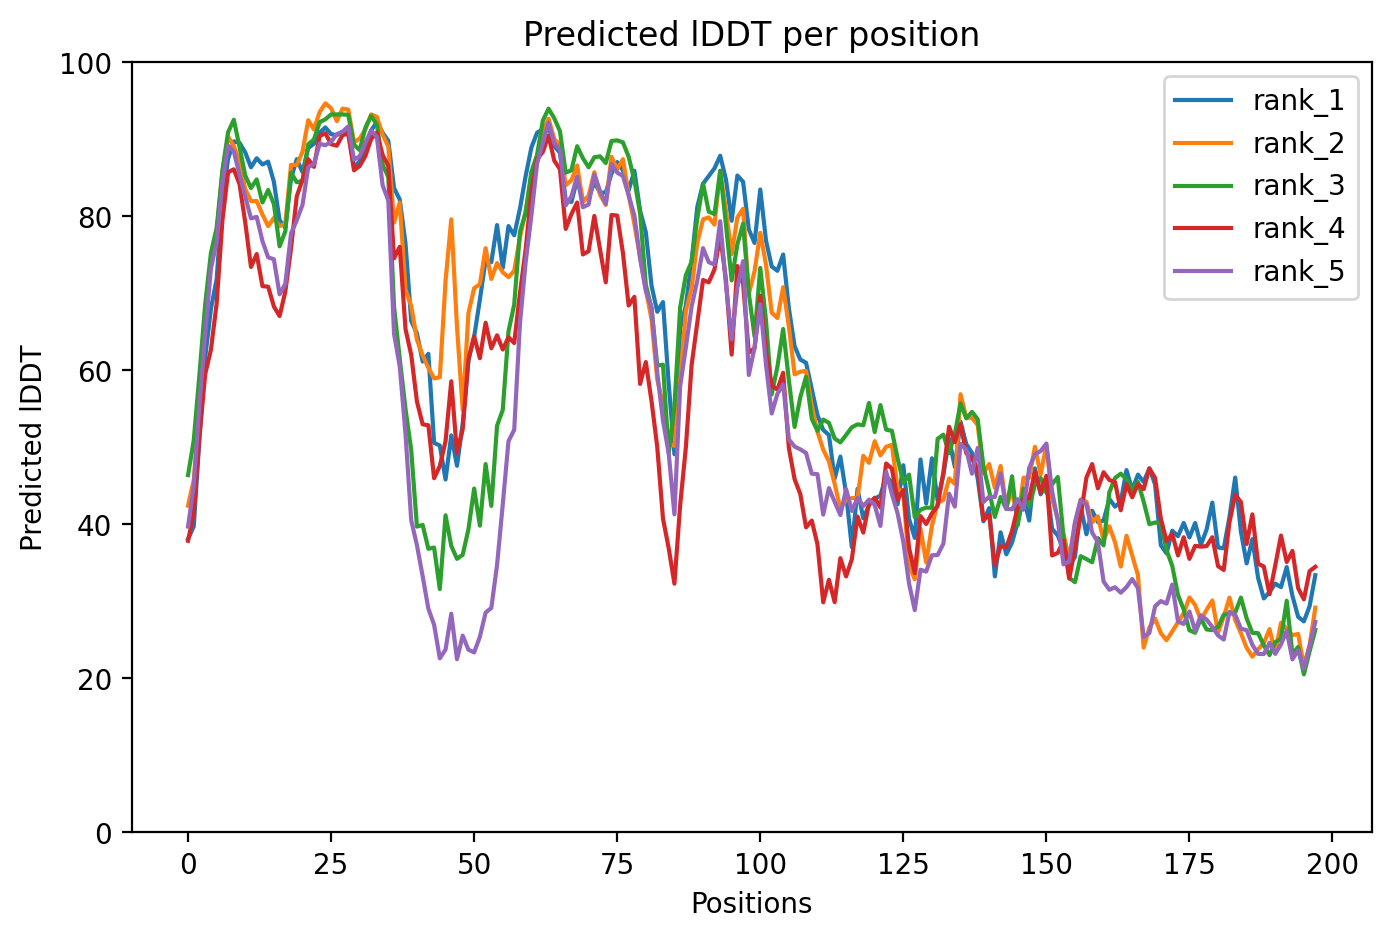 Predicted lDDT per position
100
80
60
40
20
0
Predicted lDDT
0 25 50 75 100 125 150 175 200
Positions
rank_1
rank_2
rank_3
rank_4
rank_5